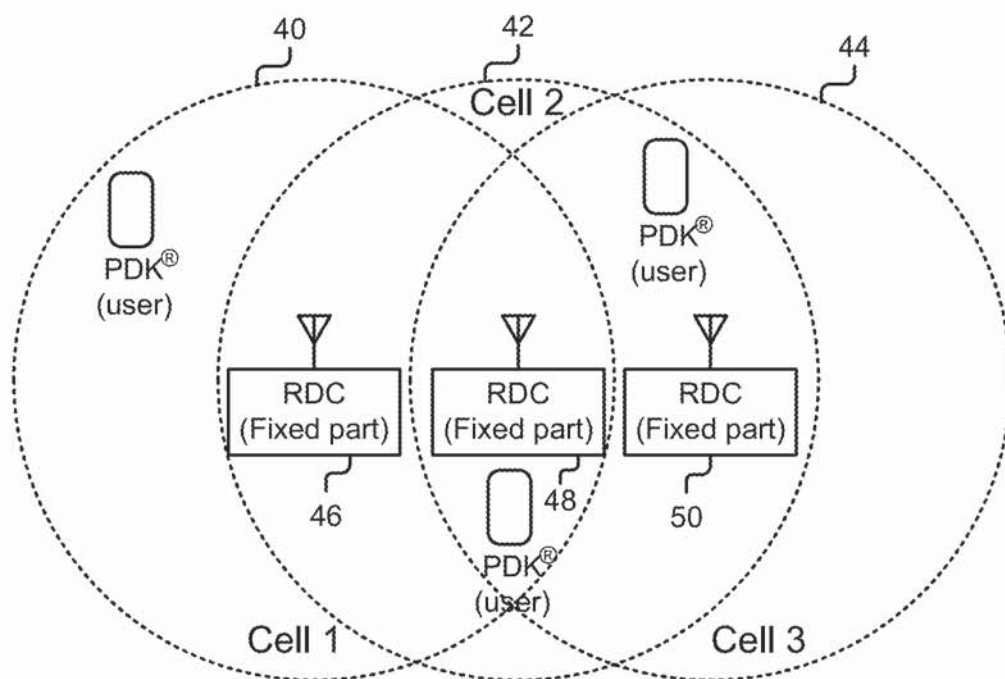 40
42
44
Cell 2
PDK®
(user)
PDK®
(user)
RDC
(Fixed part)
RDC
(Fixed part)
RDC
(Fixed part)
46
48
50
PDK®
(user)
Cell 1
Cell 3